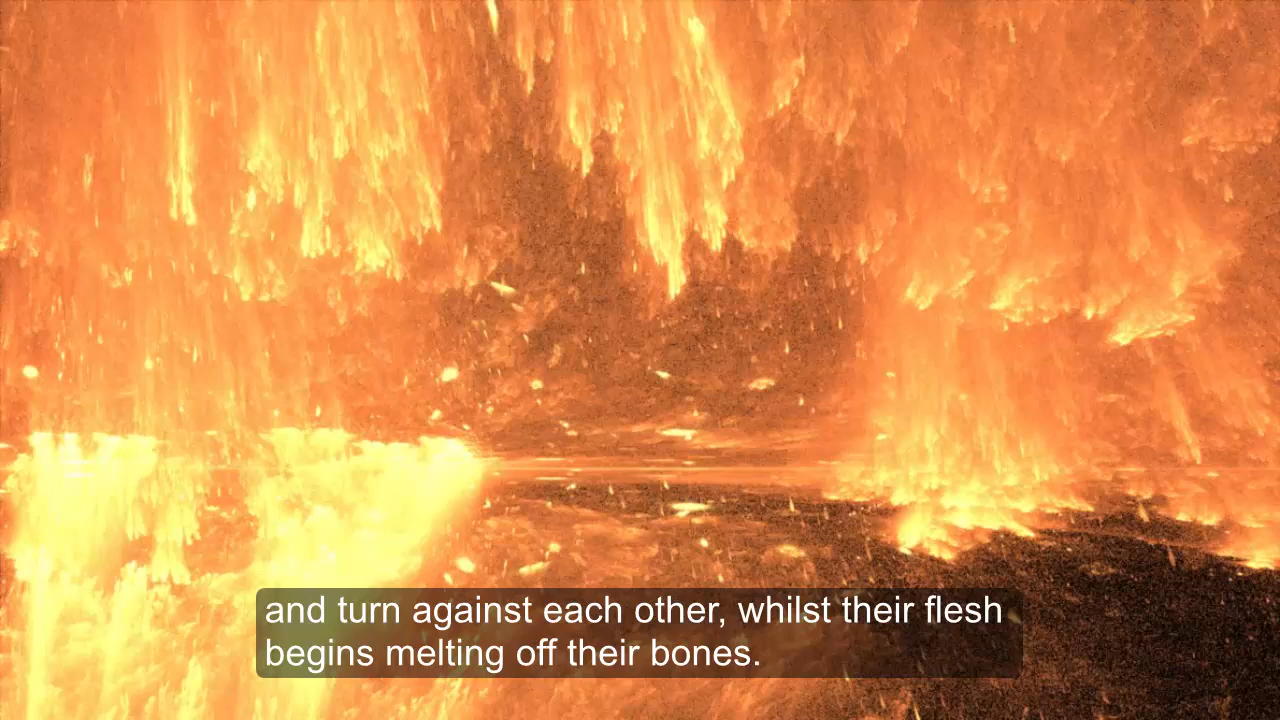 and turn against each other, whilst their flesh
begins melting off their bones.